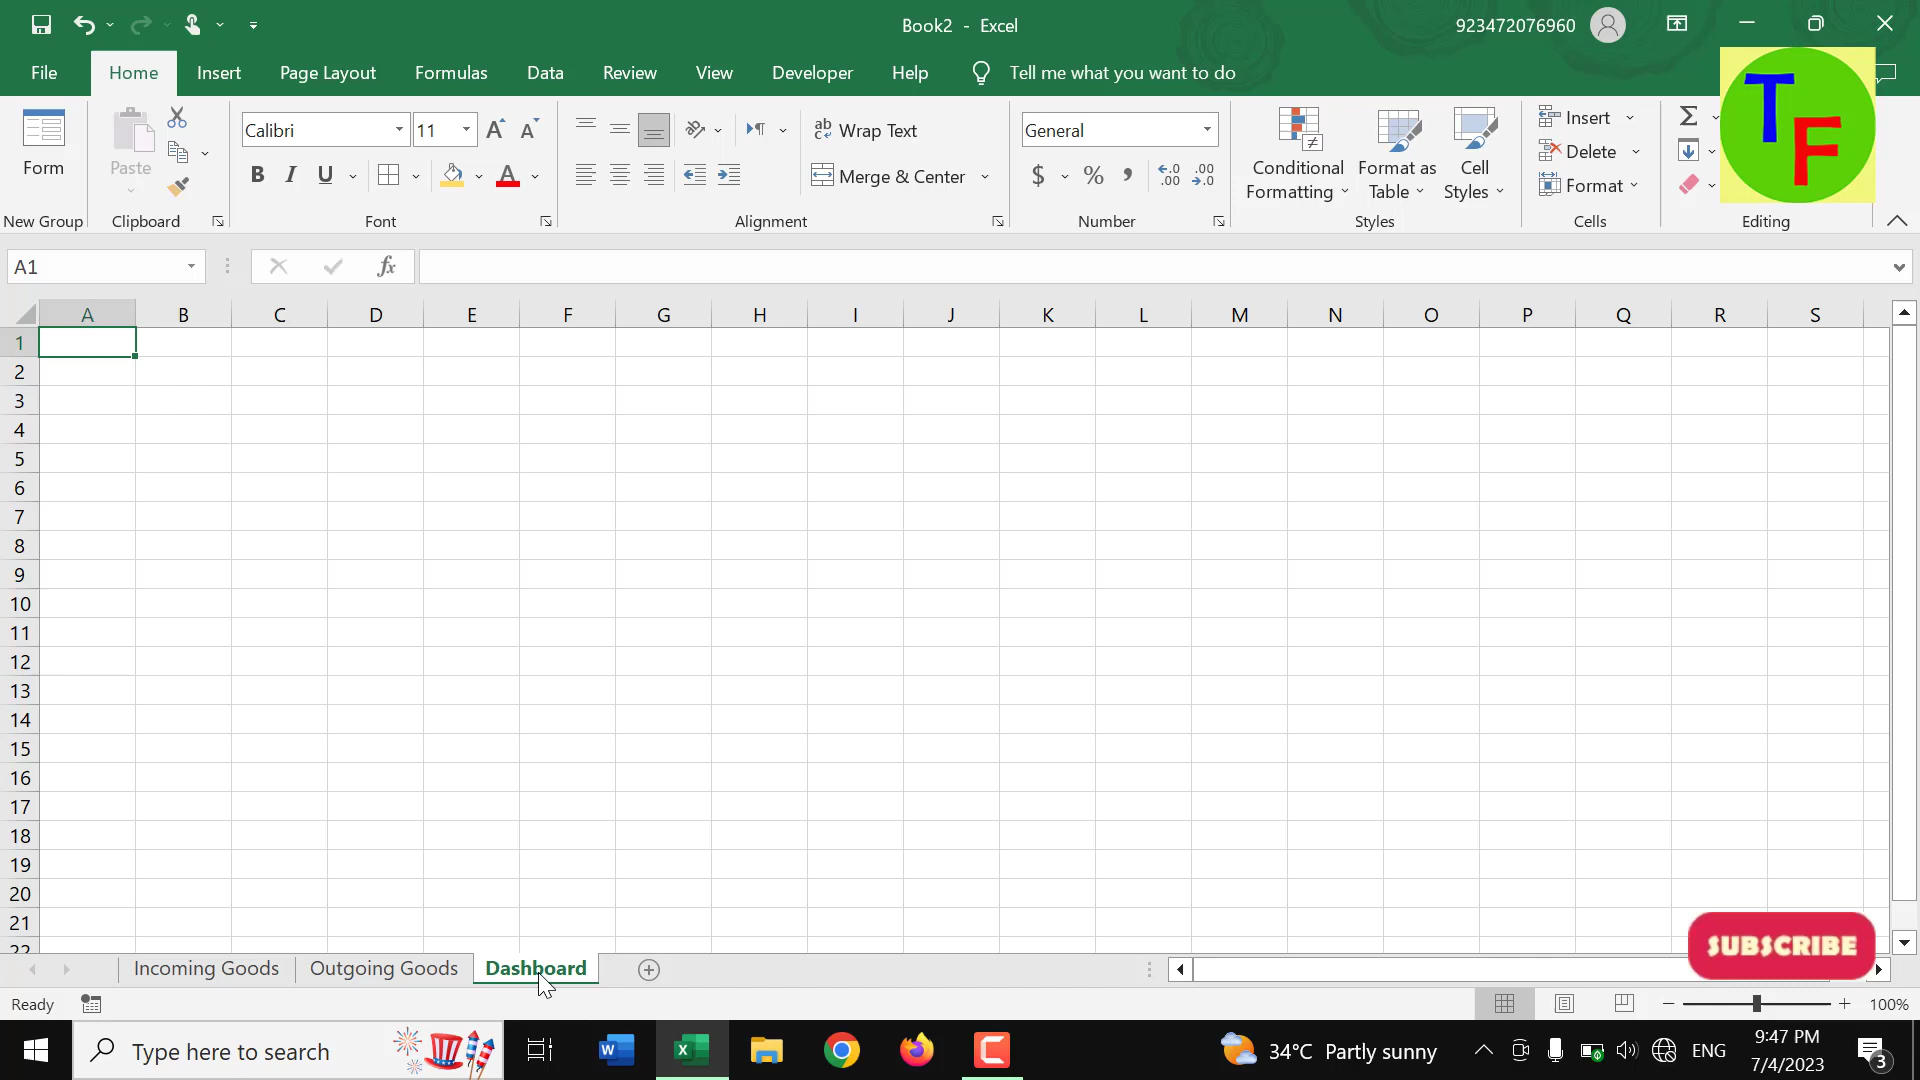 Book2 - Excel
923472076960
File Home Insert Page Layout Formulas Data Review View Developer Help Tell me what you want to do
TF
Form
New Group
Paste
Clipboard
Calibri 11
B I U A
Font
ab Wrap Text
Merge & Center
Alignment
General
$ % ,
Number
Conditional Formatting
Format as Table
Cell Styles
Styles
Insert
Delete
Format
Cells
Editing
A1
fx
A B C D E F G H I J K L M N O P Q R S
1
2
3
4
5
6
7
8
9
10
11
12
13
14
15
16
17
18
19
20
21
22
SUBSCRIBE
Incoming Goods Outgoing Goods Dashboard
Ready
100%
Type here to search
34°C Partly sunny
ENG
9:47 PM
7/4/2023
3